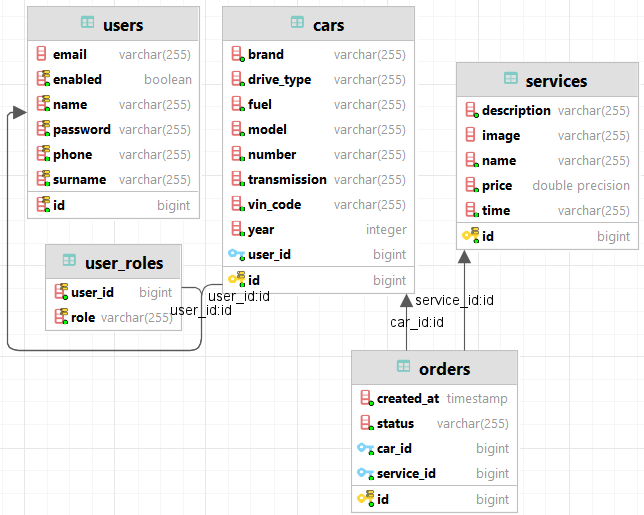 users
email varchar(255)
enabled boolean
name varchar(255)
password varchar(255)
phone varchar(255)
surname varchar(255)
id bigint
cars
brand varchar(255)
drive_type varchar(255)
fuel varchar(255)
model varchar(255)
number varchar(255)
transmission varchar(255)
vin_code varchar(255)
year integer
user_id bigint
id bigint
services
description varchar(255)
image varchar(255)
name varchar(255)
price double precision
time varchar(255)
id bigint
user_roles
user_id bigint
role varchar(255)
user_id:id
user_id:id
service_id:id
car_id:id
orders
created_at timestamp
status varchar(255)
car_id bigint
service_id bigint
id bigint